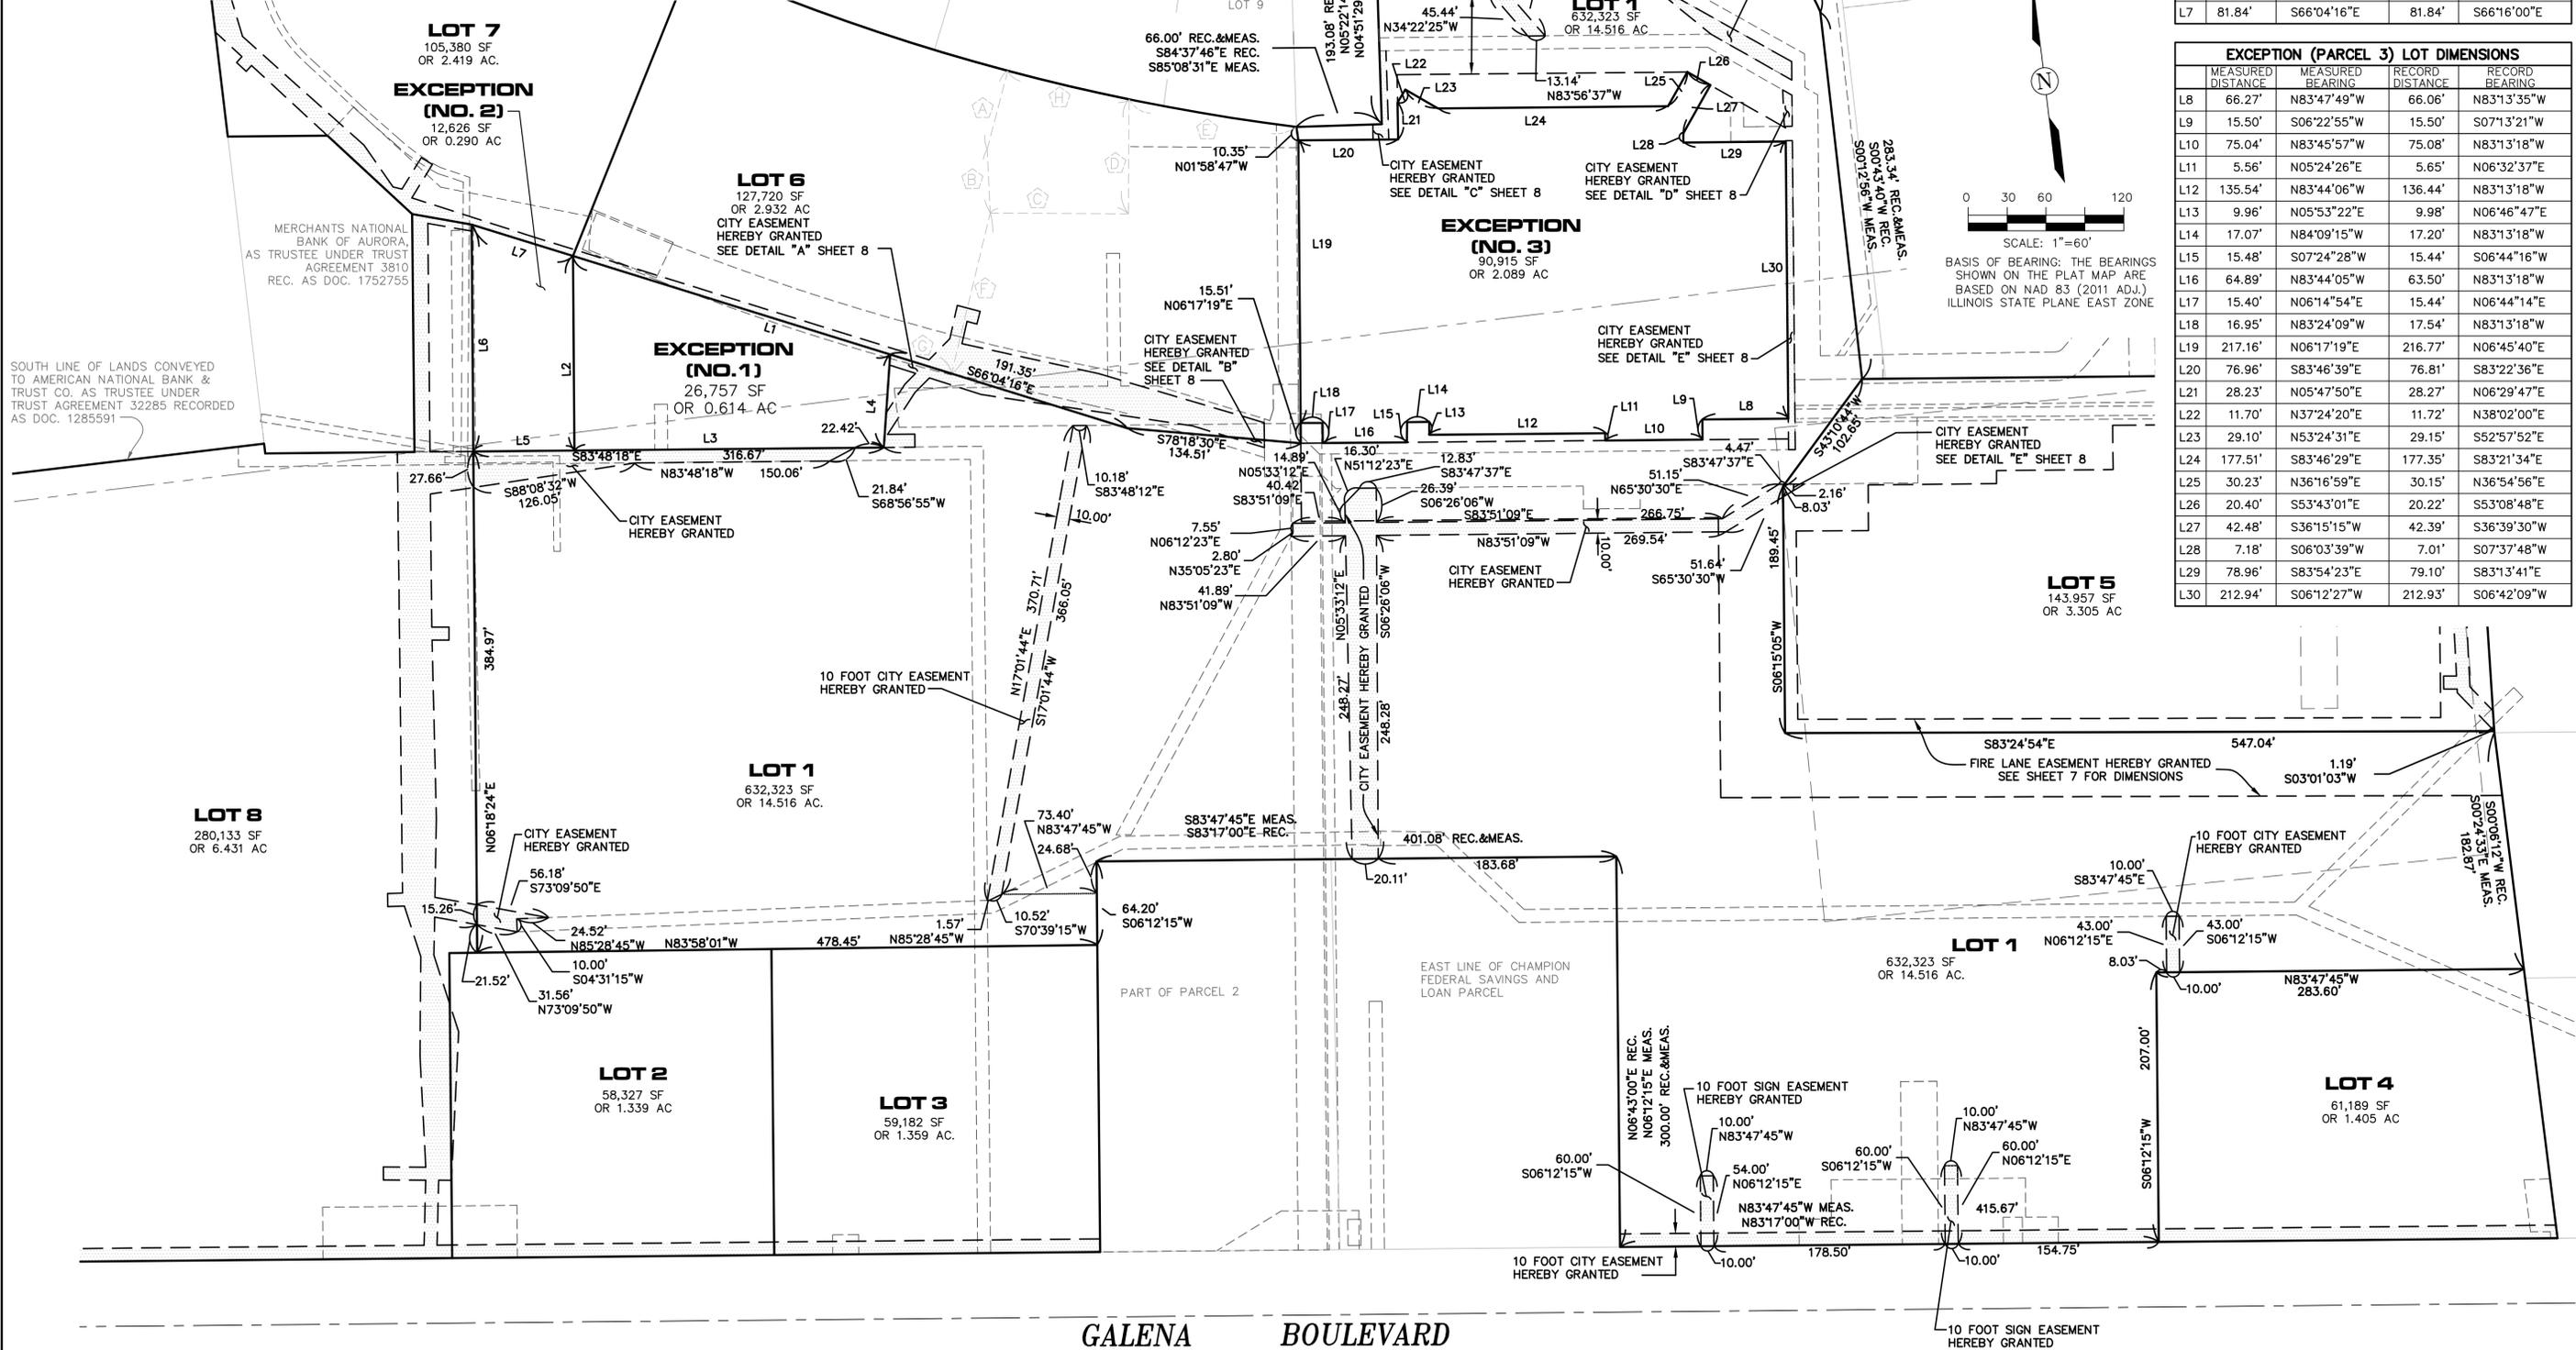 LOT 7
105,380 SF
OR 2.419 AC.
EXCEPTION
(NO. 2)
12,626 SF
OR 0.290 AC
LOT 9
66.00' REC.&MEAS.
S84°37'46"E REC.
S85°08'31"E MEAS.
45.44'
N34°22'25"W
LOT 1
632,323 SF
OR 14.516 AC
L7 81.84' S66°04'16"E 81.84' S66°16'00"E
EXCEPTION (PARCEL 3) LOT DIMENSIONS
MEASURED DISTANCE MEASURED BEARING RECORD DISTANCE RECORD BEARING
L8 66.27' N83°47'49"W 66.06' N83°13'35"W
L9 15.50' S06°22'55"W 15.50' S07°13'21"W
L10 75.04' N83°45'57"W 75.08' N83°13'18"W
L11 5.56' N05°24'26"E 5.65' N06°32'37"E
L12 135.54' N83°44'06"W 136.44' N83°13'18"W
L13 9.96' N05°53'22"E 9.98' N06°46'47"E
L14 17.07' N84°09'15"W 17.20' N83°13'18"W
L15 15.48' S07°24'28"W 15.44' S06°44'16"W
L16 64.89' N83°44'05"W 63.50' N83°13'18"W
L17 15.40' N06°14'54"E 15.44' N06°44'14"E
L18 16.95' N83°24'09"W 17.54' N83°13'18"W
L19 217.16' N06°17'19"E 216.77' N06°45'40"E
L20 76.96' S83°46'39"E 76.81' S83°22'36"E
L21 28.23' N05°47'50"E 28.27' N06°29'47"E
L22 11.70' N37°24'20"E 11.72' N38°02'00"E
L23 29.10' N53°24'31"E 29.15' S52°57'52"E
L24 177.51' S83°46'29"E 177.35' S83°21'34"E
L25 30.23' N36°16'59"E 30.15' N36°54'56"E
L26 20.40' S53°43'01"E 20.22' S53°08'48"E
L27 42.48' S36°15'15"W 42.39' S36°39'30"W
L28 7.18' S06°03'39"W 7.01' S07°37'48"W
L29 78.96' S83°54'23"E 79.10' S83°13'41"E
L30 212.94' S06°12'27"W 212.93' S06°42'09"W
N
0 30 60 120
SCALE: 1"=60'
BASIS OF BEARING: THE BEARINGS
SHOWN ON THE PLAT MAP ARE
BASED ON NAD 83 (2011 ADJ.)
ILLINOIS STATE PLANE EAST ZONE
L22
L23
L21
L24
13.14'
N83°56'37"W
L25
L26
L27
L28
L29
L20
10.35'
N01°58'47"W
CITY EASEMENT
HEREBY GRANTED
SEE DETAIL "C" SHEET 8
CITY EASEMENT
HEREBY GRANTED
SEE DETAIL "D" SHEET 8
283.34' REC.&MEAS.
S00°43'40"W REC.
S00°12'56"W MEAS.
A
H
E
B
D
C
F
G
LOT 6
127,720 SF
OR 2.932 AC
CITY EASEMENT
HEREBY GRANTED
SEE DETAIL "A" SHEET 8
EXCEPTION
(NO. 3)
90,915 SF
OR 2.089 AC
L19
L30
MERCHANTS NATIONAL
BANK OF AURORA,
AS TRUSTEE UNDER TRUST
AGREEMENT 3810
REC. AS DOC. 1752755
L7
L6
L2
L1
EXCEPTION
(NO.1)
26,757 SF
OR 0.614 AC
L4
L5
L3
22.42'
191.35'
S66°04'16"E
15.51'
N06°17'19"E
CITY EASEMENT
HEREBY GRANTED
SEE DETAIL "B"
SHEET 8
CITY EASEMENT
HEREBY GRANTED
SEE DETAIL "E" SHEET 8
SOUTH LINE OF LANDS CONVEYED
TO AMERICAN NATIONAL BANK &
TRUST CO. AS TRUSTEE UNDER
TRUST AGREEMENT 32285 RECORDED
AS DOC. 1285591
L18
L17
L16
L15
L14
L13
L12
L11
L10
L9
L8
S43°10'44"W
102.65'
CITY EASEMENT
HEREBY GRANTED
SEE DETAIL "E" SHEET 8
S83°48'18"E
316.67'
N83°48'18"W
150.06'
27.66'
S88°08'32"W
126.05'
21.84'
S68°56'55"W
CITY EASEMENT
HEREBY GRANTED
S78°18'30"E
134.51'
10.18'
S83°48'12"E
10.00'
14.89'
N05°33'12"E
40.42'
S83°51'09"E
16.30'
N51°12'23"E
12.83'
S83°47'37"E
26.39'
S06°26'06"W
S83°51'09"E
266.75'
N83°51'09"W
269.54'
10.00'
51.15'
N65°30'30"E
4.47'
S83°47'37"E
2.16'
8.03'
51.64'
S65°30'30"W
189.45'
S06°15'05"W
7.55'
N06°12'23"E
2.80'
N35°05'23"E
41.89'
N83°51'09"W
CITY EASEMENT
HEREBY GRANTED
LOT 5
143.957 SF
OR 3.305 AC
384.97'
N06°18'24"E
N17°01'44"E 370.71'
366.05'
S17°01'44"W
10 FOOT CITY EASEMENT
HEREBY GRANTED
N05°33'12"E
248.27'
CITY EASEMENT HEREBY GRANTED
S06°26'06"W
248.28'
S83°24'54"E
547.04'
FIRE LANE EASEMENT HEREBY GRANTED
SEE SHEET 7 FOR DIMENSIONS
1.19'
S03°01'03"W
S00°06'12"W REC.
S00°24'33"E MEAS.
182.87'
LOT 1
632,323 SF
OR 14.516 AC.
LOT 8
280,133 SF
OR 6.431 AC
CITY EASEMENT
HEREBY GRANTED
56.18'
S73°09'50"E
15.26'
24.52'
N85°28'45"W
10.00'
S04°31'15"W
31.56'
N73°09'50"W
21.52'
N83°58'01"W
478.45'
1.57'
N85°28'45"W
10.52'
S70°39'15"W
73.40'
N83°47'45"W
24.68'
64.20'
S06°12'15"W
S83°47'45"E MEAS.
S83°17'00"E REC.
401.08' REC.&MEAS.
183.68'
20.11'
10 FOOT CITY EASEMENT
HEREBY GRANTED
10.00'
S83°47'45"E
43.00'
N06°12'15"E
43.00'
S06°12'15"W
8.03'
10.00'
N83°47'45"W
283.60'
LOT 1
632,323 SF
OR 14.516 AC.
PART OF PARCEL 2
EAST LINE OF CHAMPION
FEDERAL SAVINGS AND
LOAN PARCEL
N06°43'00"E REC.
N06°12'15"E MEAS.
300.00' REC.&MEAS.
207.00'
S06°12'15"W
LOT 2
58,327 SF
OR 1.339 AC
LOT 3
59,182 SF
OR 1.359 AC.
LOT 4
61,189 SF
OR 1.405 AC
10 FOOT SIGN EASEMENT
HEREBY GRANTED
10.00'
N83°47'45"W
60.00'
S06°12'15"W
54.00'
N06°12'15"E
N83°47'45"W MEAS.
N83°17'00"W REC.
10.00'
N83°47'45"W
60.00'
S06°12'15"W
60.00'
N06°12'15"E
415.67'
10 FOOT CITY EASEMENT
HEREBY GRANTED
10.00'
178.50'
10.00'
154.75'
10 FOOT SIGN EASEMENT
HEREBY GRANTED
GALENA BOULEVARD